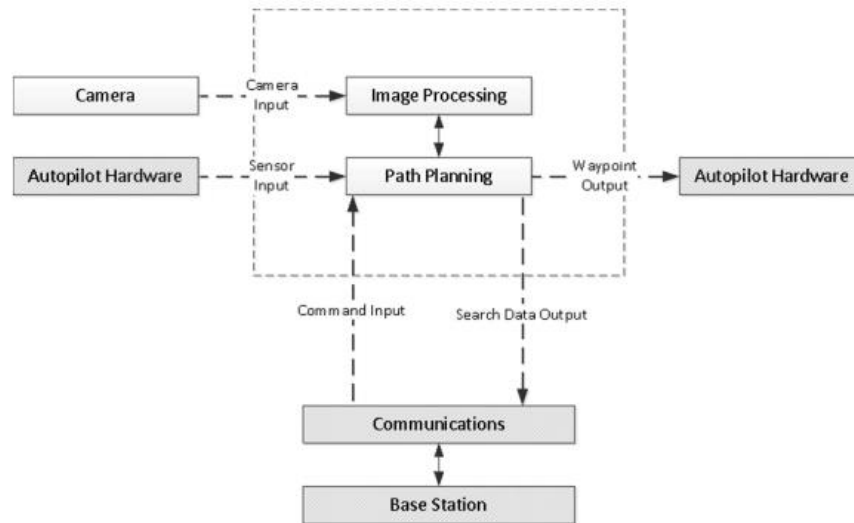 Camera
Camera
Input
Image Processing
Autopilot Hardware
Sensor
Input
Path Planning
Waypoint
Output
Autopilot Hardware
Command Input
Search Data Output
Communications
Base Station